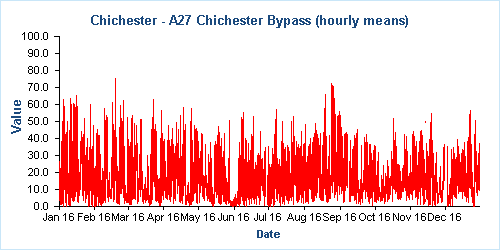 Chichester - A27 Chichester Bypass (hourly means)
100.0
90.0
80.0
70.0
60.0
50.0
40.0
30.0
20.0
10.0
0.0
Value
Jan 16 Feb 16 Mar 16 Apr 16 May 16 Jun 16 Jul 16 Aug 16 Sep 16 Oct 16 Nov 16 Dec 16
Date